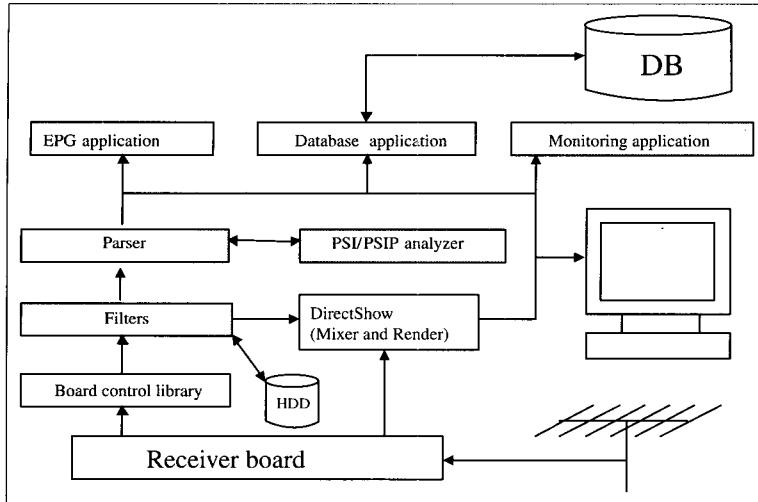 DB
EPG application
Database application
Monitoring application
Parser
PSI/PSIP analyzer
Filters
DirectShow
(Mixer and Render)
Board control library
HDD
Receiver board